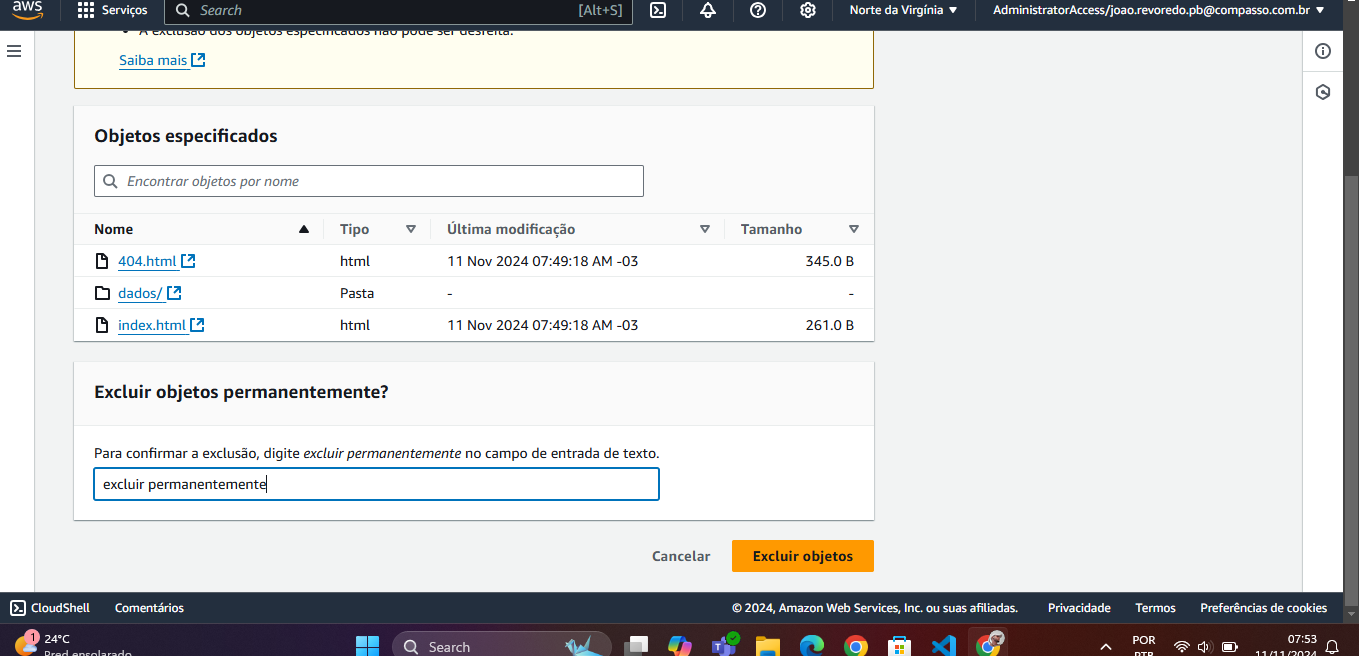 aws
Serviços
Search
[Alt+S]
Norte da Virgínia
AdministratorAccess/joao.revoredo.pb@compasso.com.br
A exclusão dos objetos especificados não pode ser desfeita.
Saiba mais
Objetos especificados
Encontrar objetos por nome
Nome Tipo Última modificação Tamanho
404.html html 11 Nov 2024 07:49:18 AM -03 345.0 B
dados/ Pasta - -
index.html html 11 Nov 2024 07:49:18 AM -03 261.0 B
Excluir objetos permanentemente?
Para confirmar a exclusão, digite excluir permanentemente no campo de entrada de texto.
excluir permanentemente
Cancelar Excluir objetos
CloudShell Comentários © 2024, Amazon Web Services, Inc. ou suas afiliadas. Privacidade Termos Preferências de cookies
1
24°C
Pred ensolarado
Search
POR
PTB
07:53
11/11/2024